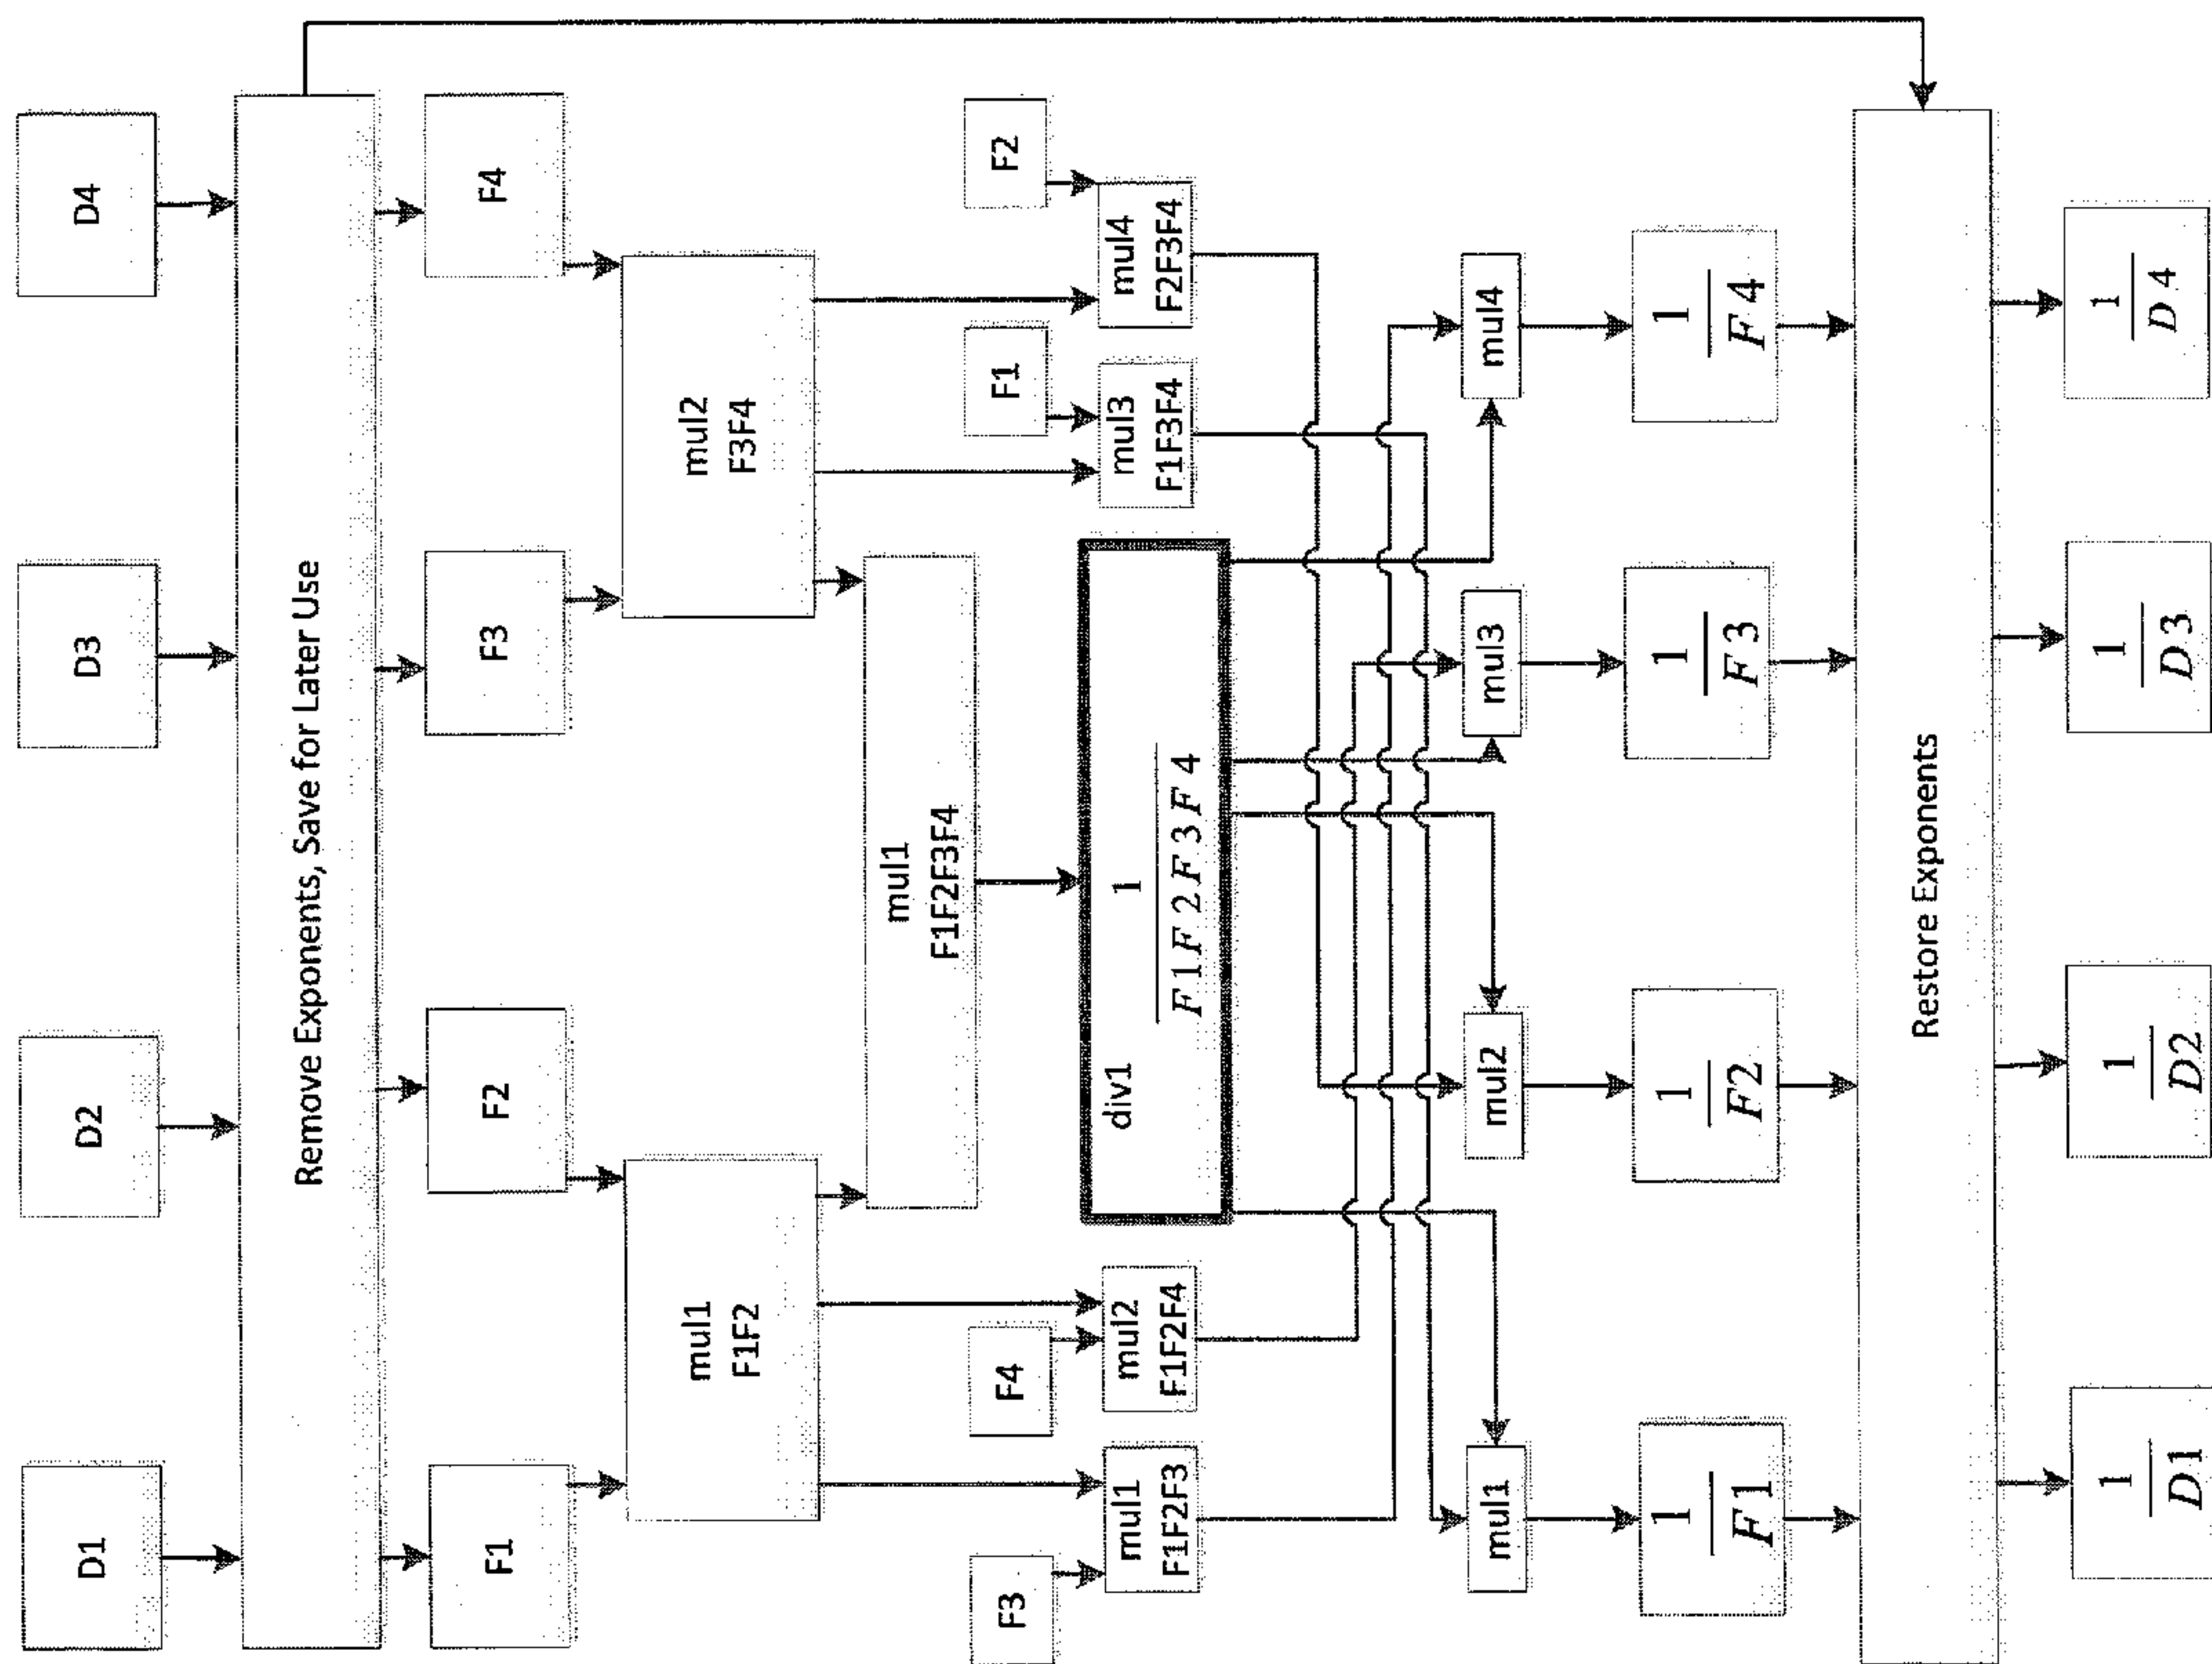 D1
D2
D3
D4
Remove Exponents, Save for Later Use
F1
F2
F3
F4
mul1
F1F2
mul2
F3F4
mul1
F1F2F3F4
F3
F4
F1
F2
mul1
F1F2F3
mul2
F1F2F4
div1
1
F1F2F3F4
mul3
F1F3F4
mul4
F2F3F4
mul1
mul2
mul3
mul4
1
F1
1
F2
1
F3
1
F4
Restore Exponents
1
D1
1
D2
1
D3
1
D4